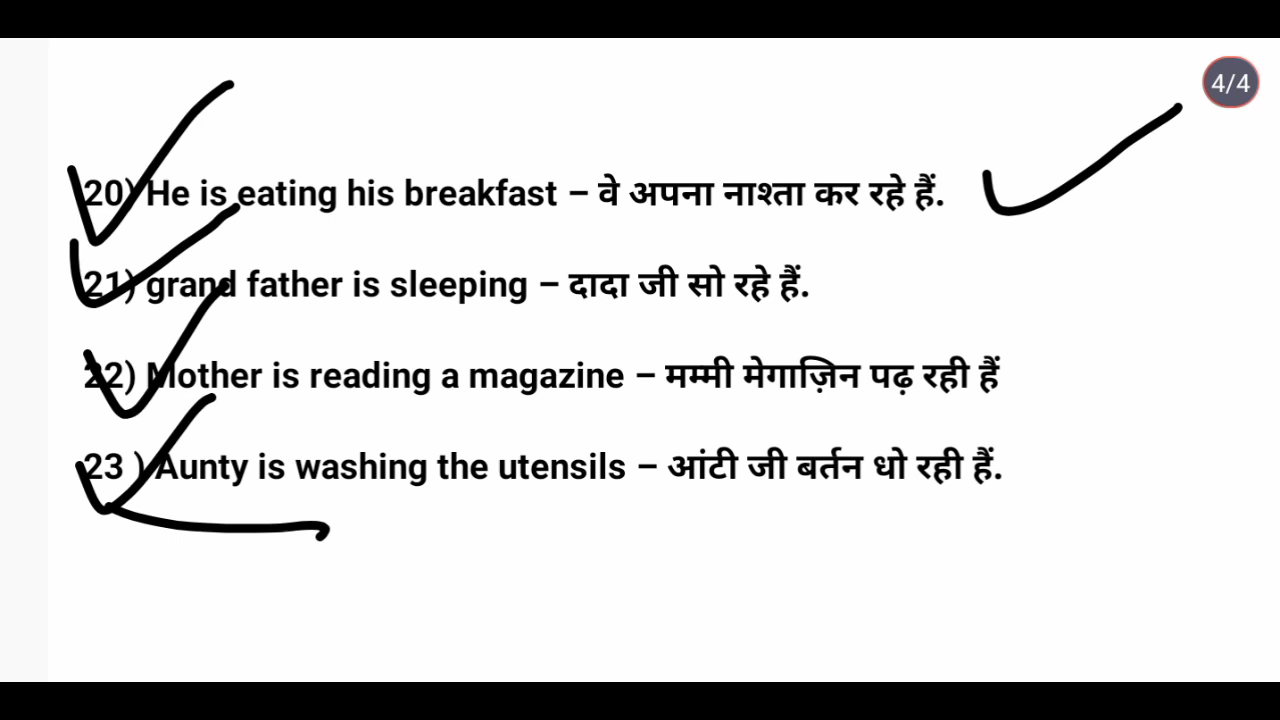 4/4
20) He is eating his breakfast – वे अपना नाश्ता कर रहे हैं.
21) grand father is sleeping – दादा जी सो रहे हैं.
22) Mother is reading a magazine – मम्मी मेगाज़िन पढ़ रही हैं
23 ) Aunty is washing the utensils – आंटी जी बर्तन धो रही हैं.